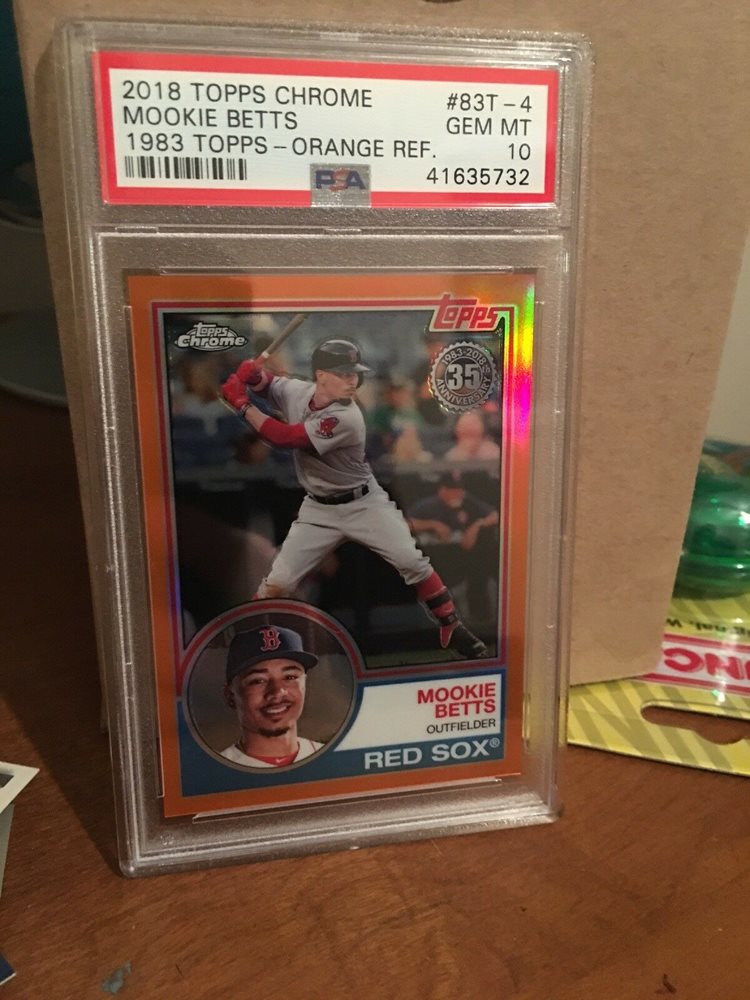 2018 TOPPS CHROME #83T-4
MOOKIE BETTS GEM MT
1983 TOPPS-ORANGE REF. 10
PSA 41635732
topps
Topps
Chrome
1983-2018
35
ANNIVERSARY
B
MOOKIE
BETTS
OUTFIELDER
RED SOX®